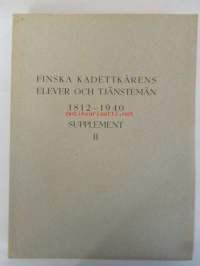 FINSKA KADETTKÅRENS
ELEVER OCH TJÄNSTEMÄN
1812–1940
SUPPLEMENT
II